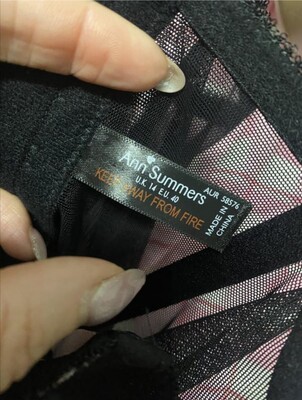 Ann Summers
UK 14 EU 40
KEEP AWAY FROM FIRE
AUR 58576
MADE IN
CHINA